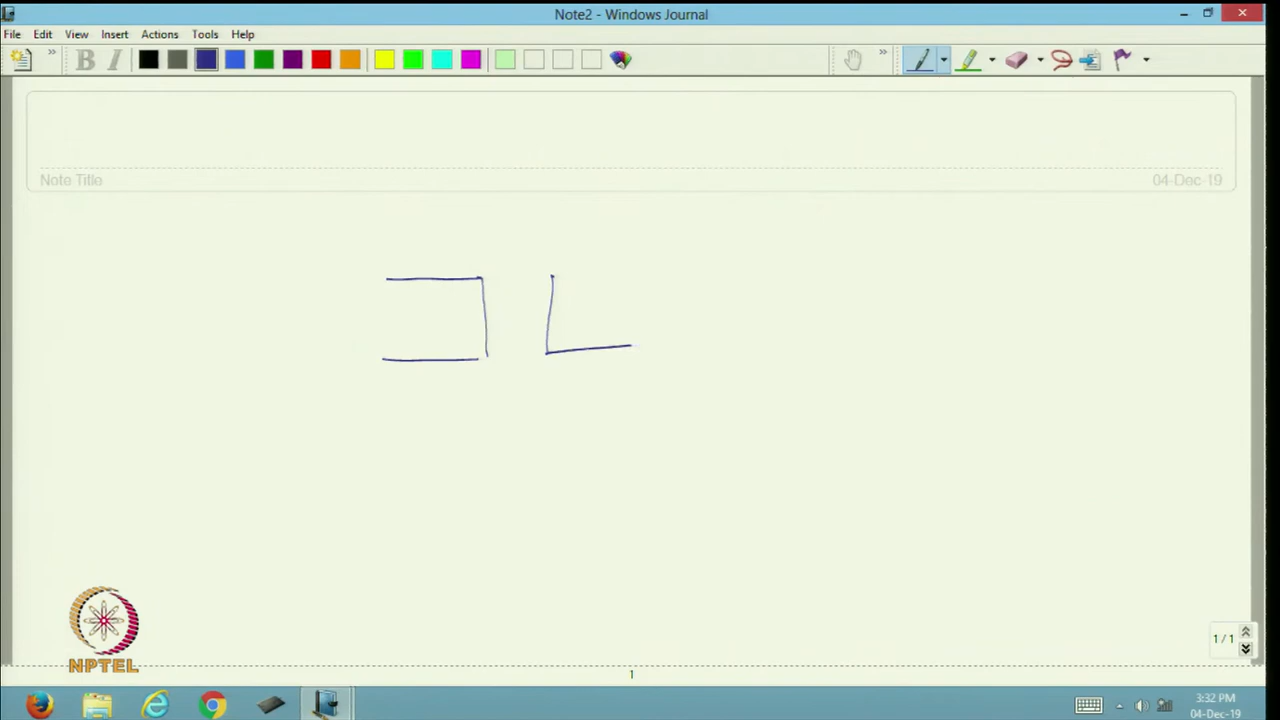 Note2 - Windows Journal
File Edit View Insert Actions Tools Help
B I
Note Title
04-Dec-19
1 / 1
NPTEL
1
3:32 PM
04-Dec-19